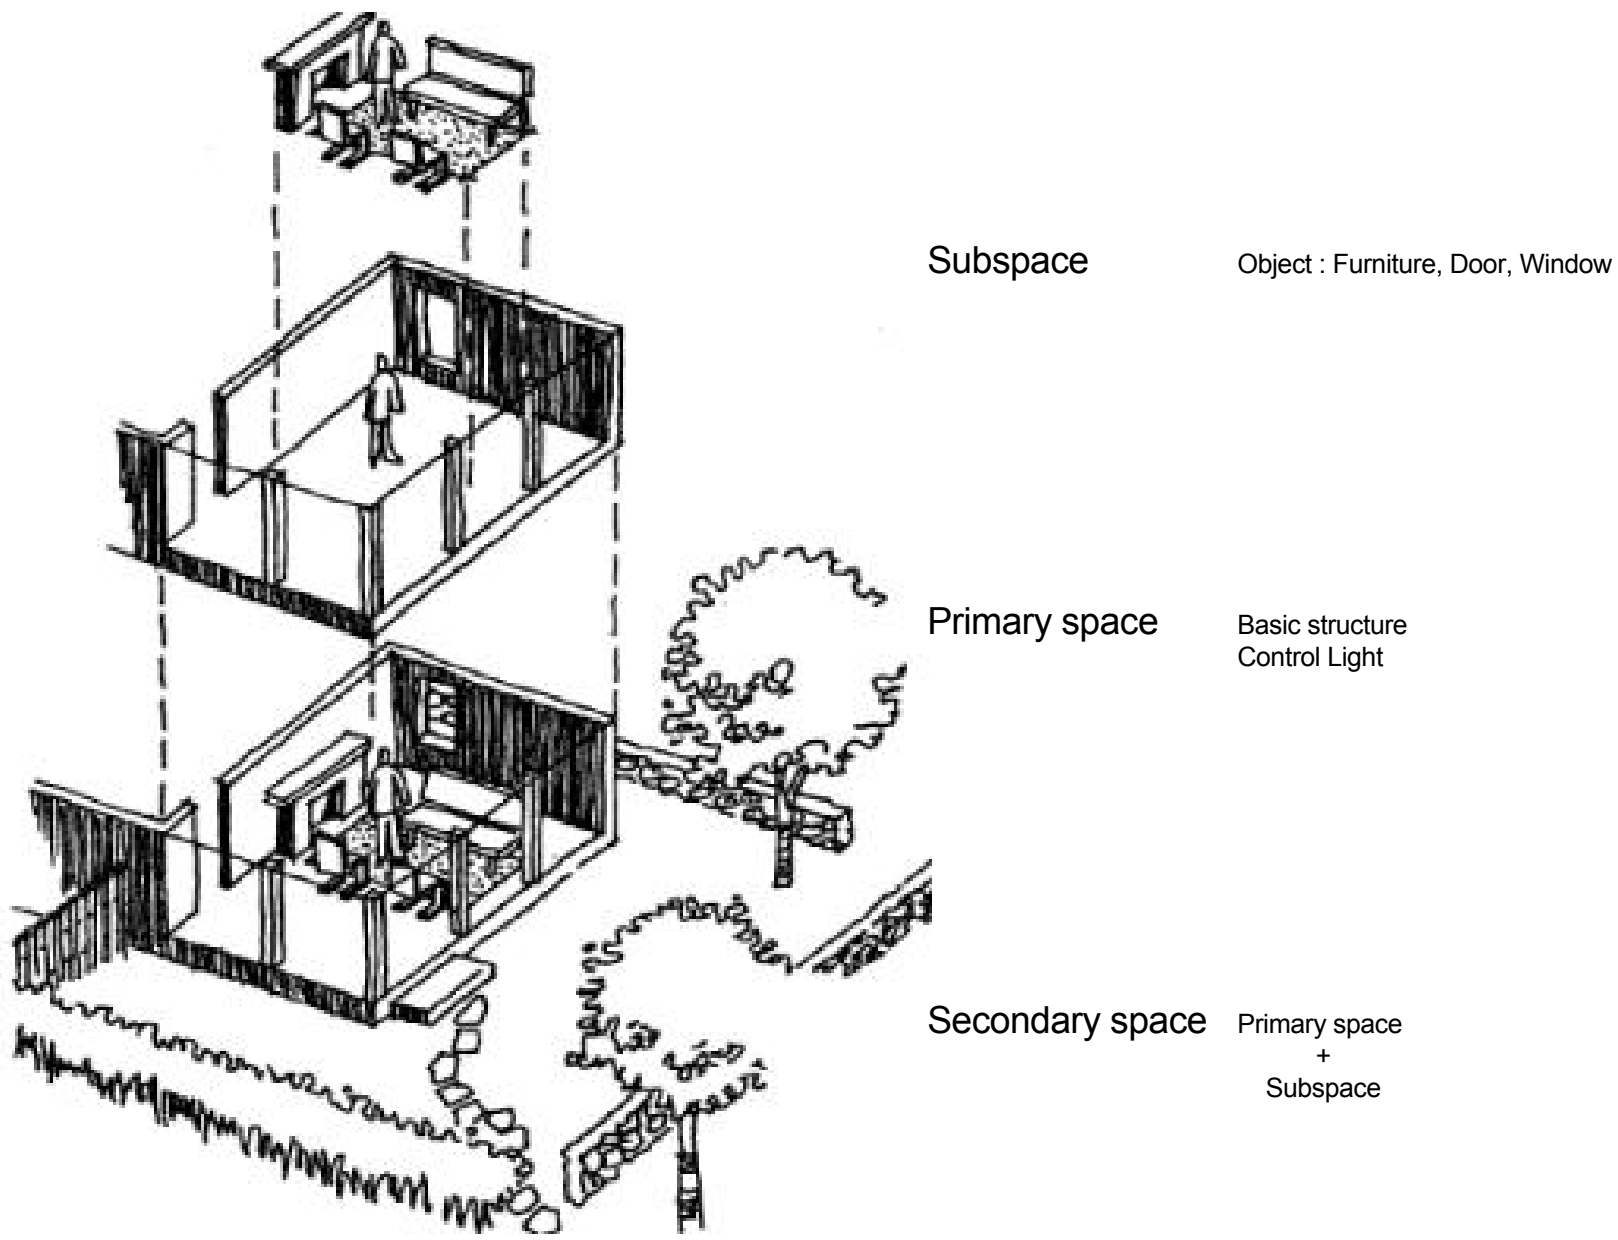 Subspace
Object : Furniture, Door, Window
Primary space
Basic structure
Control Light
Secondary space
Primary space
+
Subspace